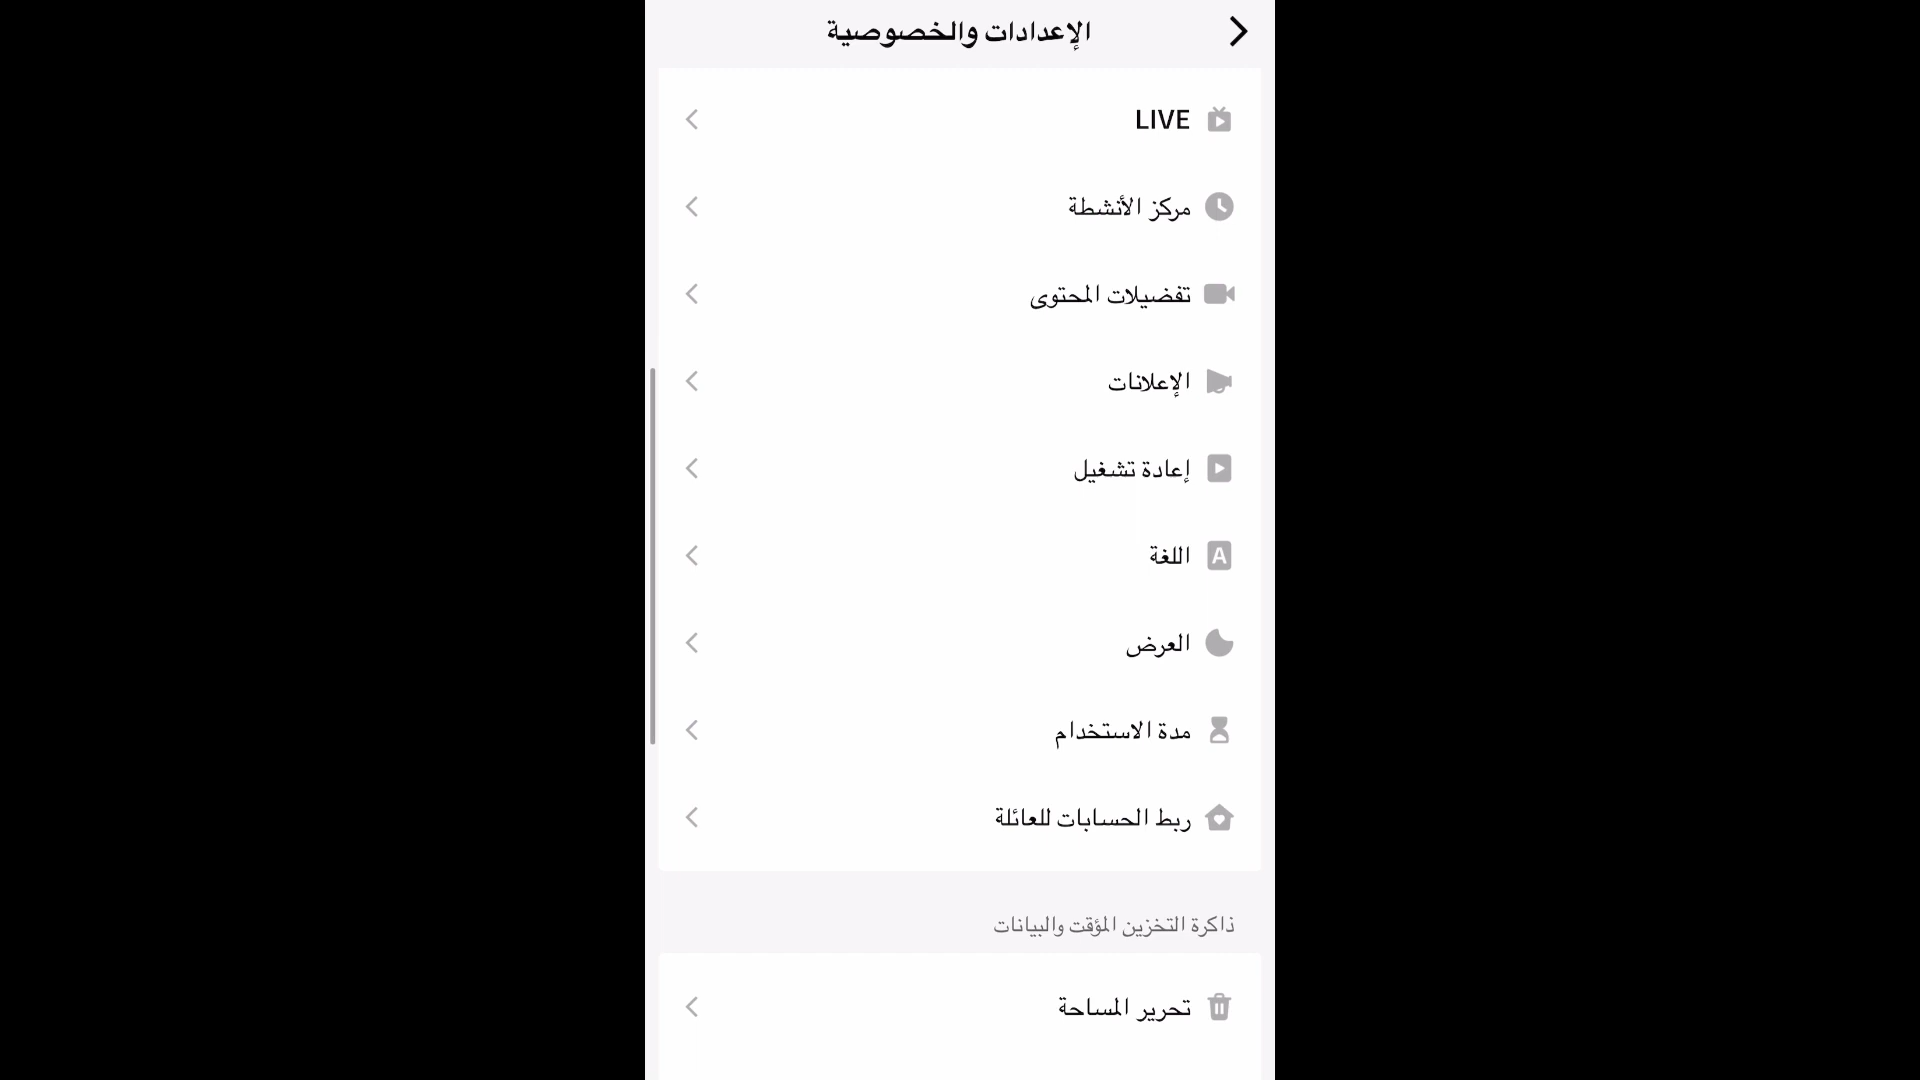 الإعدادات والخصوصية
LIVE
مركز الأنشطة
تفضيلات المحتوى
الإعلانات
إعادة تشغيل
اللغة
العرض
مدة الاستخدام
ربط الحسابات للعائلة
ذاكرة التخزين المؤقت والبيانات
تحرير المساحة